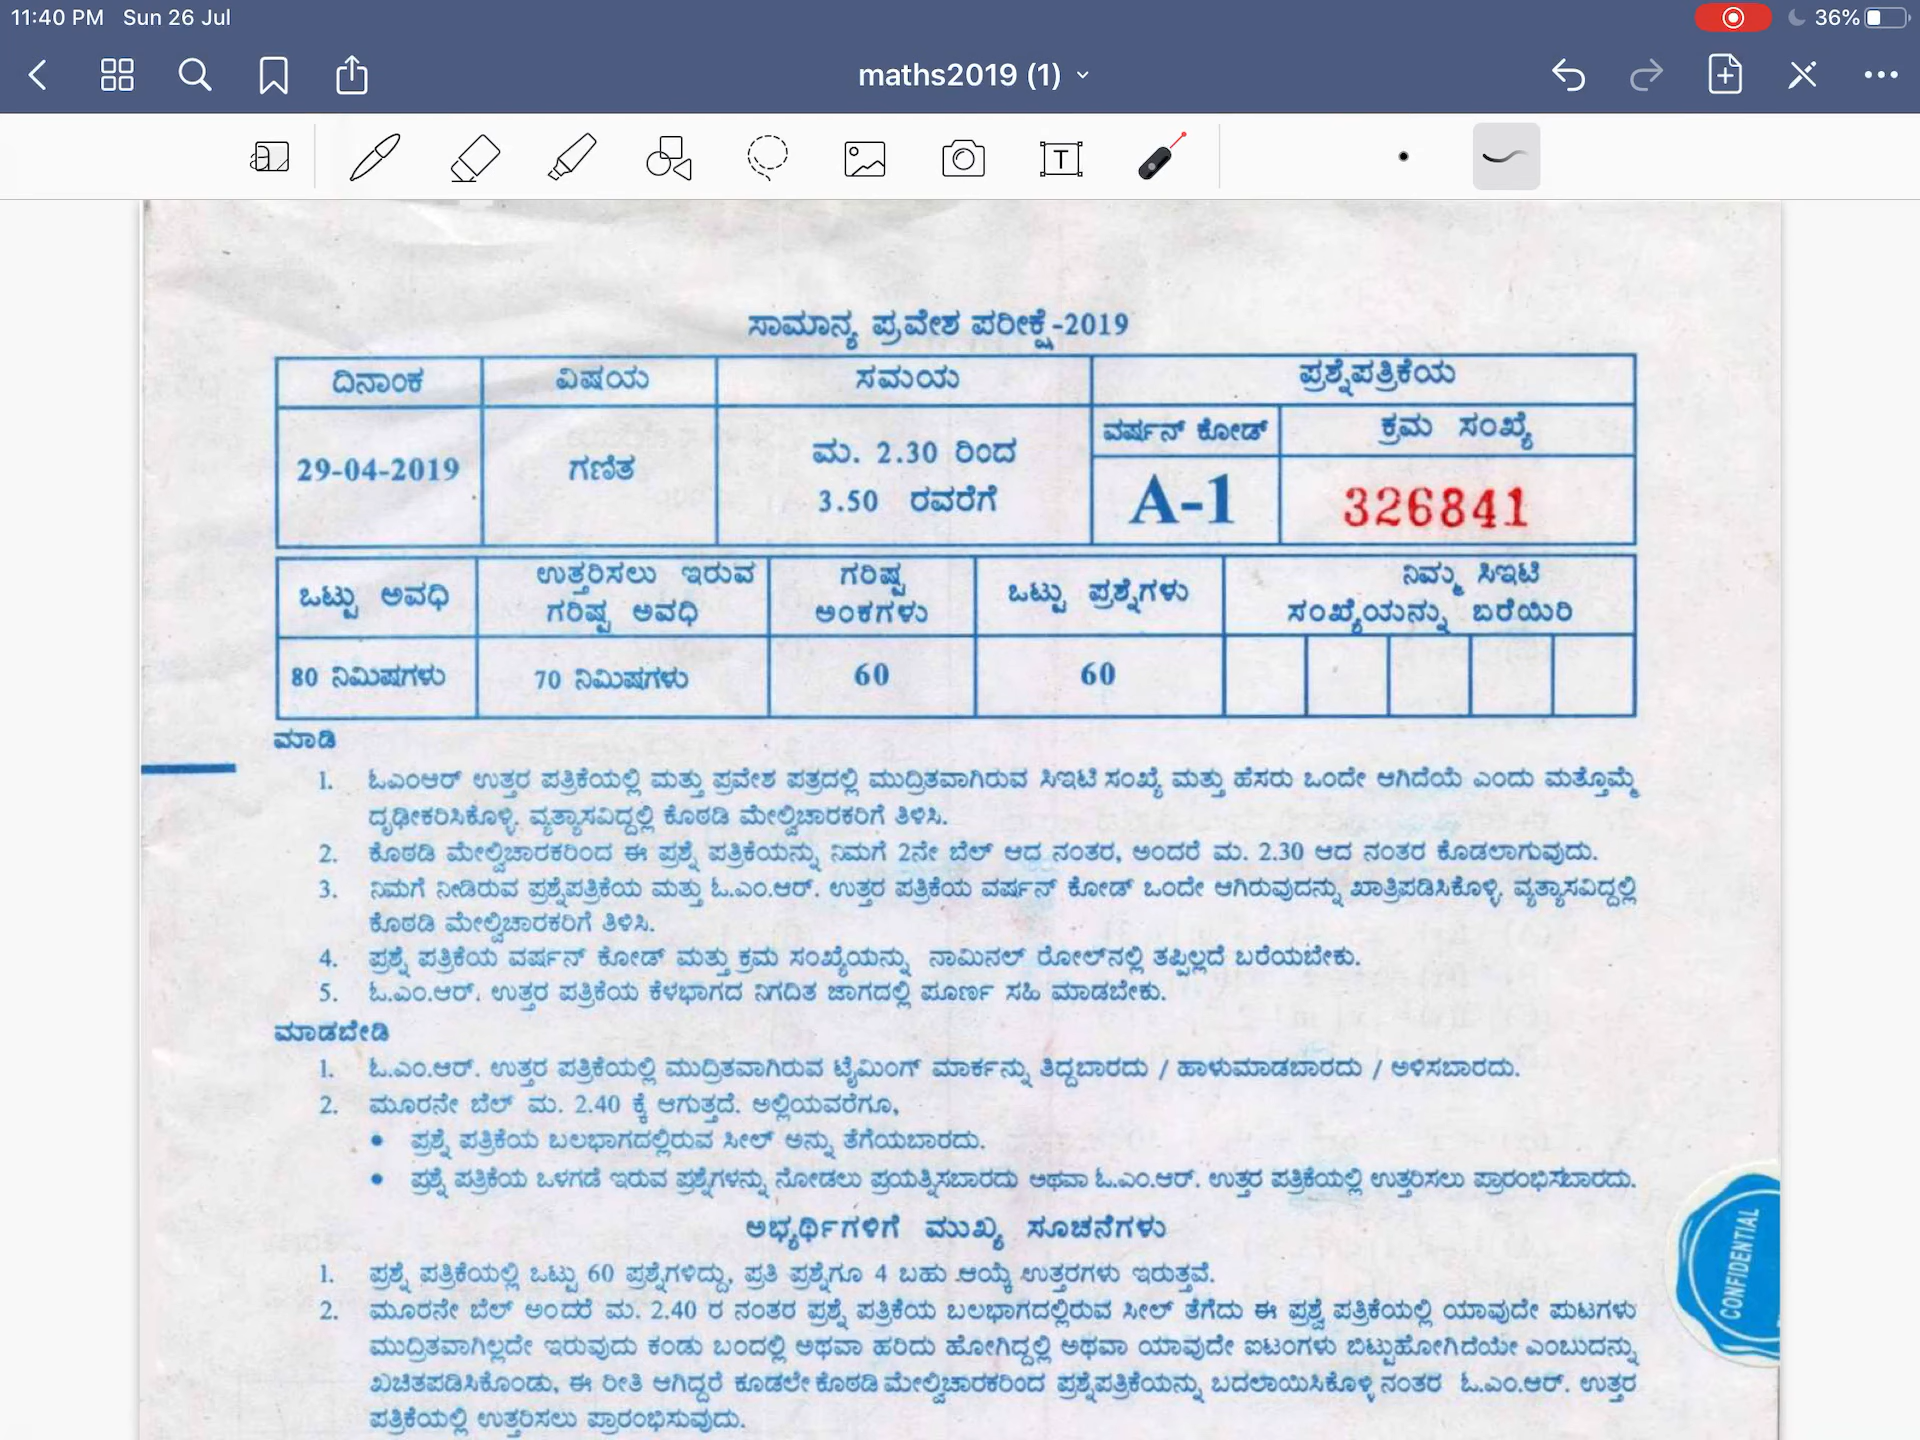 11:40 PM Sun 26 Jul
36%
maths2019 (1)
ಸಾಮಾನ್ಯ ಪ್ರವೇಶ ಪರೀಕ್ಷೆ-2019
ದಿನಾಂಕ ವಿಷಯ ಸಮಯ ಪ್ರಶ್ನೆಪತ್ರಿಕೆಯ
ವರ್ಷನ್ ಕೋಡ್ ಕ್ರಮ ಸಂಖ್ಯೆ
29-04-2019 ಗಣಿತ ಮ. 2.30 ರಿಂದ
3.50 ರವರೆಗೆ A-1 326841
ಒಟ್ಟು ಅವಧಿ ಉತ್ತರಿಸಲು ಇರುವ
ಗರಿಷ್ಟ ಅವಧಿ ಗರಿಷ್ಟ
ಅಂಕಗಳು ಒಟ್ಟು ಪ್ರಶ್ನೆಗಳು ನಿಮ್ಮ ಸಿಇಟಿ
ಸಂಖ್ಯೆಯನ್ನು ಬರೆಯಿರಿ
80 ನಿಮಿಷಗಳು 70 ನಿಮಿಷಗಳು 60 60
ಮಾಡಿ
1. ಓಎಂಆರ್ ಉತ್ತರ ಪತ್ರಿಕೆಯಲ್ಲಿ ಮತ್ತು ಪ್ರವೇಶ ಪತ್ರದಲ್ಲಿ ಮುದ್ರಿತವಾಗಿರುವ ಸಿಇಟಿ ಸಂಖ್ಯೆ ಮತ್ತು ಹೆಸರು ಒಂದೇ ಆಗಿದೆಯೆ ಎಂದು ಮತ್ತೊಮ್ಮೆ
ದೃಢೀಕರಿಸಿಕೊಳ್ಳಿ. ವ್ಯತ್ಯಾಸವಿದ್ದಲ್ಲಿ ಕೊಠಡಿ ಮೇಲ್ವಿಚಾರಕರಿಗೆ ತಿಳಿಸಿ.
2. ಕೊಠಡಿ ಮೇಲ್ವಿಚಾರಕರಿಂದ ಈ ಪ್ರಶ್ನೆ ಪತ್ರಿಕೆಯನ್ನು ನಿಮಗೆ 2ನೇ ಬೆಲ್ ಆಧ ನಂತರ, ಅಂದರೆ ಮ. 2.30 ಆದ ನಂತರ ಕೊಡಲಾಗುವುದು.
3. ನಿಮಗೆ ನೀಡಿರುವ ಪ್ರಶ್ನೆಪತ್ರಿಕೆಯ ಮತ್ತು ಓ.ಎಂ.ಆರ್. ಉತ್ತರ ಪತ್ರಿಕೆಯ ವರ್ಷನ್ ಕೋಡ್ ಒಂದೇ ಆಗಿರುವುದನ್ನು ಖಾತ್ರಿಪಡಿಸಿಕೊಳ್ಳಿ. ವ್ಯತ್ಯಾಸವಿದ್ದಲ್ಲಿ
ಕೊಠಡಿ ಮೇಲ್ವಿಚಾರಕರಿಗೆ ತಿಳಿಸಿ.
4. ಪ್ರಶ್ನೆ ಪತ್ರಿಕೆಯ ವರ್ಷನ್ ಕೋಡ್ ಮತ್ತು ಕ್ರಮ ಸಂಖ್ಯೆಯನ್ನು ನಾಮಿನಲ್ ರೋಲ್‌ನಲ್ಲಿ ತಪ್ಪಿಲ್ಲದೆ ಬರೆಯಬೇಕು.
5. ಓ.ಎಂ.ಆರ್. ಉತ್ತರ ಪತ್ರಿಕೆಯ ಕೆಳಭಾಗದ ನಿಗದಿತ ಜಾಗದಲ್ಲಿ ಪೂರ್ಣ ಸಹಿ ಮಾಡಬೇಕು.
ಮಾಡಬೇಡಿ
1. ಓ.ಎಂ.ಆರ್. ಉತ್ತರ ಪತ್ರಿಕೆಯಲ್ಲಿ ಮುದ್ರಿತವಾಗಿರುವ ಟೈಮಿಂಗ್ ಮಾರ್ಕನ್ನು ತಿದ್ದಬಾರದು / ಹಾಳುಮಾಡಬಾರದು / ಅಳಿಸಬಾರದು.
2. ಮೂರನೇ ಬೆಲ್ ಮ. 2.40 ಕ್ಕೆ ಆಗುತ್ತದೆ. ಅಲ್ಲಿಯವರೆಗೂ,
• ಪ್ರಶ್ನೆ ಪತ್ರಿಕೆಯ ಬಲಭಾಗದಲ್ಲಿರುವ ಸೀಲ್ ಅನ್ನು ತೆಗೆಯಬಾರದು.
• ಪ್ರಶ್ನೆ ಪತ್ರಿಕೆಯ ಒಳಗಡೆ ಇರುವ ಪ್ರಶ್ನೆಗಳನ್ನು ನೋಡಲು ಪ್ರಯತ್ನಿಸಬಾರದು ಅಥವಾ ಓ.ಎಂ.ಆರ್. ಉತ್ತರ ಪತ್ರಿಕೆಯಲ್ಲಿ ಉತ್ತರಿಸಲು ಪ್ರಾರಂಭಿಸಬಾರದು.
ಅಭ್ಯರ್ಥಿಗಳಿಗೆ ಮುಖ್ಯ ಸೂಚನೆಗಳು
1. ಪ್ರಶ್ನೆ ಪತ್ರಿಕೆಯಲ್ಲಿ ಒಟ್ಟು 60 ಪ್ರಶ್ನೆಗಳಿದ್ದು, ಪ್ರತಿ ಪ್ರಶ್ನೆಗೂ 4 ಬಹು ಆಯ್ಕೆ ಉತ್ತರಗಳು ಇರುತ್ತವೆ.
2. ಮೂರನೇ ಬೆಲ್ ಅಂದರೆ ಮ. 2.40 ರ ನಂತರ ಪ್ರಶ್ನೆ ಪತ್ರಿಕೆಯ ಬಲಭಾಗದಲ್ಲಿರುವ ಸೀಲ್ ತೆಗೆದು ಈ ಪ್ರಶ್ನೆ ಪತ್ರಿಕೆಯಲ್ಲಿ ಯಾವುದೇ ಪುಟಗಳು
ಮುದ್ರಿತವಾಗಿಲ್ಲದೇ ಇರುವುದು ಕಂಡು ಬಂದಲ್ಲಿ ಅಥವಾ ಹರಿದು ಹೋಗಿದ್ದಲ್ಲಿ ಅಥವಾ ಯಾವುದೇ ಐಟಂಗಳು ಬಿಟ್ಟುಹೋಗಿದೆಯೇ ಎಂಬುದನ್ನು
ಖಚಿತಪಡಿಸಿಕೊಂಡು, ಈ ರೀತಿ ಆಗಿದ್ದರೆ ಕೂಡಲೇ ಕೊಠಡಿ ಮೇಲ್ವಿಚಾರಕರಿಂದ ಪ್ರಶ್ನೆಪತ್ರಿಕೆಯನ್ನು ಬದಲಾಯಿಸಿಕೊಳ್ಳಿ ನಂತರ ಓ.ಎಂ.ಆರ್. ಉತ್ತರ
ಪತ್ರಿಕೆಯಲ್ಲಿ ಉತ್ತರಿಸಲು ಪ್ರಾರಂಭಿಸುವುದು.
CONFIDENTIAL